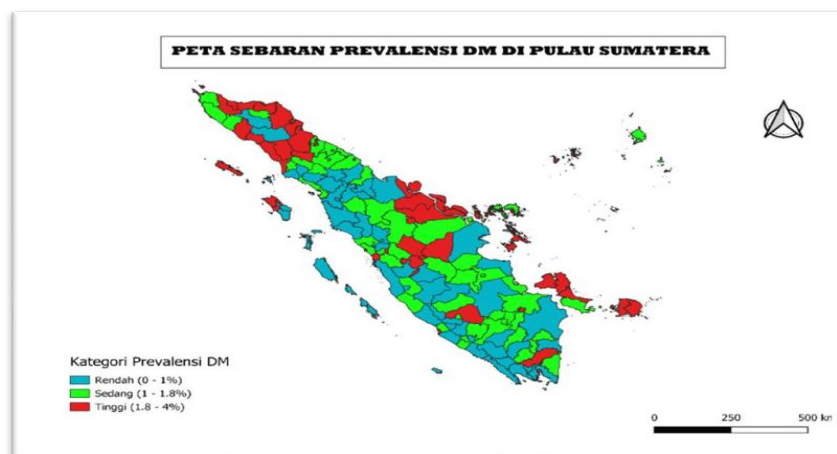 PETA SEBARAN PREVALENSI DM DI PULAU SUMATERA
Kategori Prevalensi DM
Rendah (0 - 1%)
Sedang (1 - 1.8%)
Tinggi (1.8 - 4%)
0 250 500 km